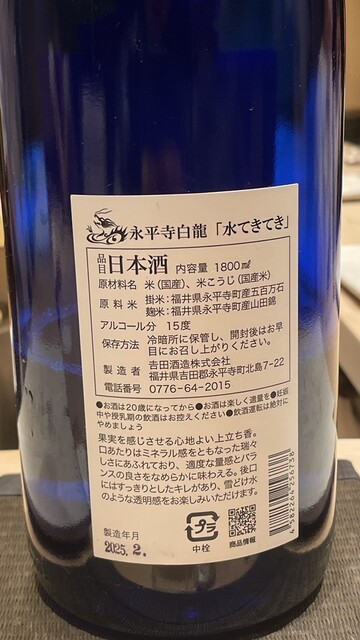 永平寺白龍「水てきてき」
品目 日本酒 内容量 1800㎖
原材料名 米(国産)、米こうじ(国産米)
原料米 掛米:福井県永平寺町産五百万石
麹米:福井県永平寺町産山田錦
アルコール分 15度
保存方法 冷暗所に保管し、開封後はお早
目にお召し上がりください。
製造者 吉田酒造株式会社
福井県吉田郡永平寺町北島7-22
電話番号 0776-64-2015
●お酒は20歳になってから●お酒は楽しく適量を●妊娠
中や授乳期の飲酒はお控えください●飲酒運転は絶対に
やめましょう
果実を感じさせる心地よい上立ち香。
口あたりはミネラル感をともなった瑞々
しさにあふれており、適度な量感とバラ
ンスの良さをなめらかに味わえる。後口
にはすっきりとしたキレがあり、雪どけ水
のような透明感をお楽しみいただけます。
製造年月
2025.2.
プラ
中栓
商品情報
4582264256736